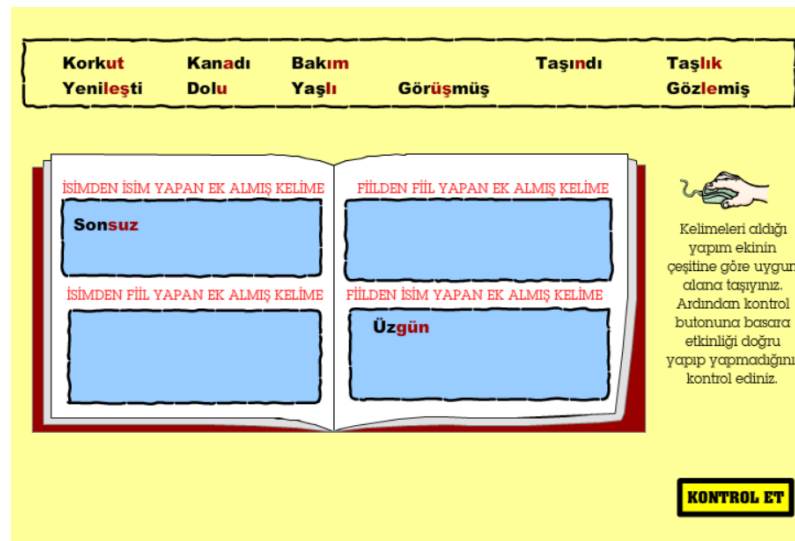 Korkut Kanadı Bakım Taşındı Taşlık
Yenileşti Dolu Yaşlı Görüşmüş Gözlemiş
İSİMDEN İSİM YAPAN EK ALMIŞ KELİME FİİLDEN FİİL YAPAN EK ALMIŞ KELİME
Sonsuz
İSİMDEN FİİL YAPAN EK ALMIŞ KELİME FİİLDEN İSİM YAPAN EK ALMIŞ KELİME
Üzgün
Kelimeleri aldığı
yapım ekinin
çeşitine göre uygun
alana taşıyınız.
Ardından kontrol
butonuna basara
etkinliği doğru
yapıp yapmadığını
kontrol ediniz.
KONTROL ET